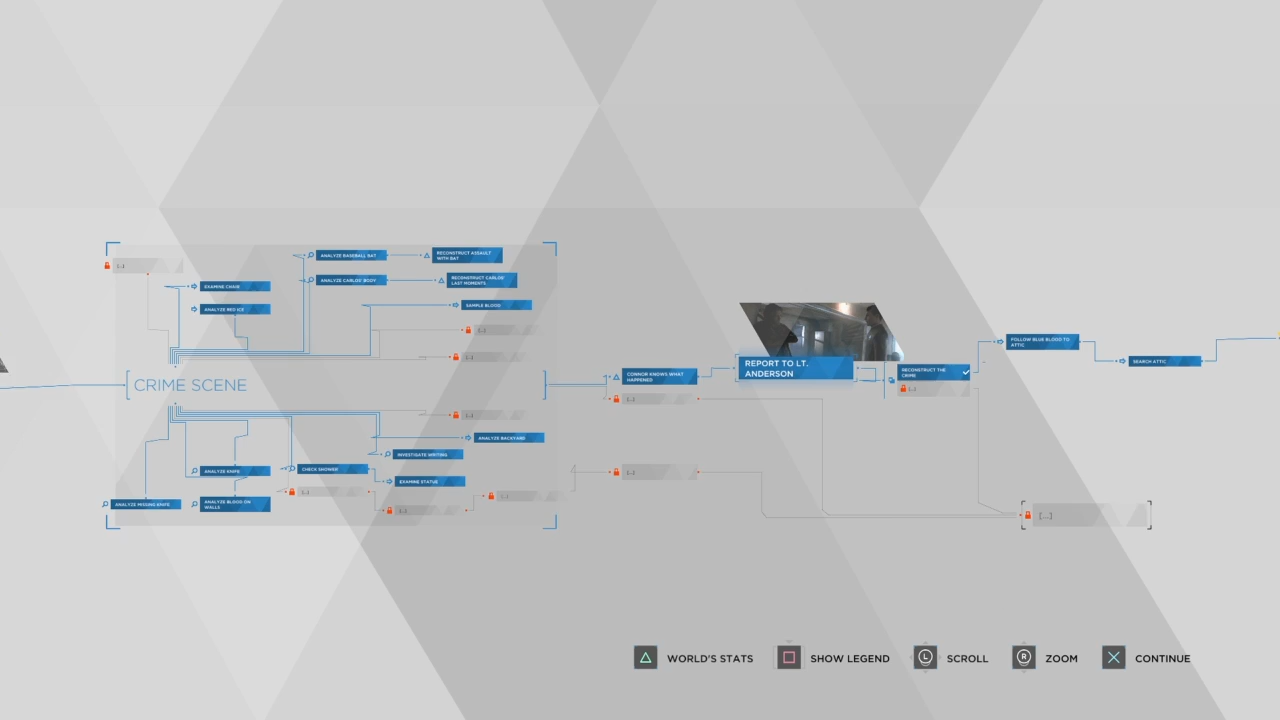 [...]
EXAMINE CHAIR
ANALYZE RED ICE
ANALYZE BASEBALL BAT
RECONSTRUCT ASSAULT
WITH BAT
ANALYZE CARLOS' BODY
RECONSTRUCT CARLOS'
LAST MOMENTS
SAMPLE BLOOD
[...]
[...]
CRIME SCENE
[...]
ANALYZE BACKYARD
INVESTIGATE WRITING
CHECK SHOWER
ANALYZE KNIFE
EXAMINE STATUE
[...]
[...]
ANALYZE MISSING KNIFE
ANALYZE BLOOD ON
WALLS
[...]
CONNOR KNOWS WHAT
HAPPENED
[...]
[...]
REPORT TO LT.
ANDERSON
RECONSTRUCT THE
CRIME
[...]
FOLLOW BLUE BLOOD TO
ATTIC
SEARCH ATTIC
[...]
WORLD'S STATS
SHOW LEGEND
L SCROLL
R ZOOM
CONTINUE